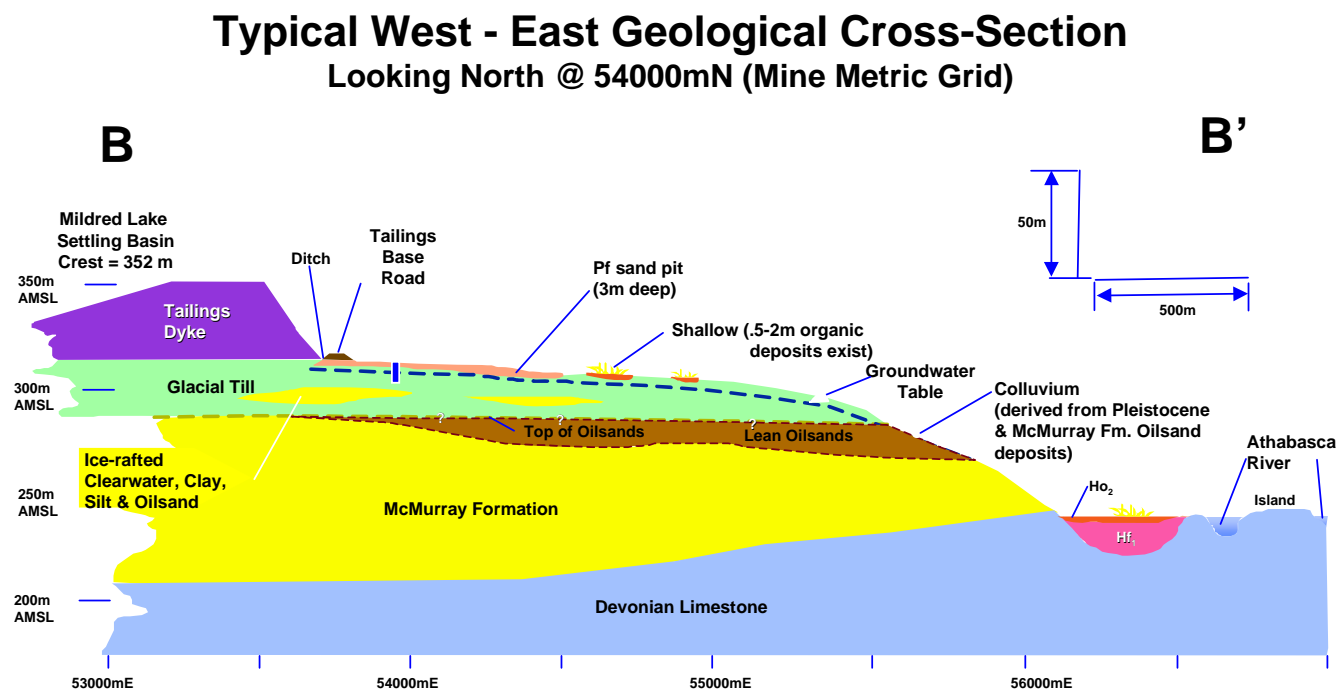 Typical West - East Geological Cross-Section
Looking North @ 54000mN (Mine Metric Grid)
B
B’
Mildred Lake
Settling Basin
Crest = 352 m
Ditch
Tailings
Base
Road
Pf sand pit
(3m deep)
Shallow (.5-2m organic
deposits exist)
50m
500m
350m
AMSL
Tailings
Dyke
Groundwater
Table
Glacial Till
300m
AMSL
Colluvium
(derived from Pleistocene
& McMurray Fm. Oilsand
deposits)
?
?
?
Top of Oilsands
Lean Oilsands
Athabasca
River
Ice-rafted
Clearwater, Clay,
Silt & Oilsand
250m
AMSL
McMurray Formation
Ho2
Island
Hf1
200m
AMSL
Devonian Limestone
53000mE
54000mE
55000mE
56000mE